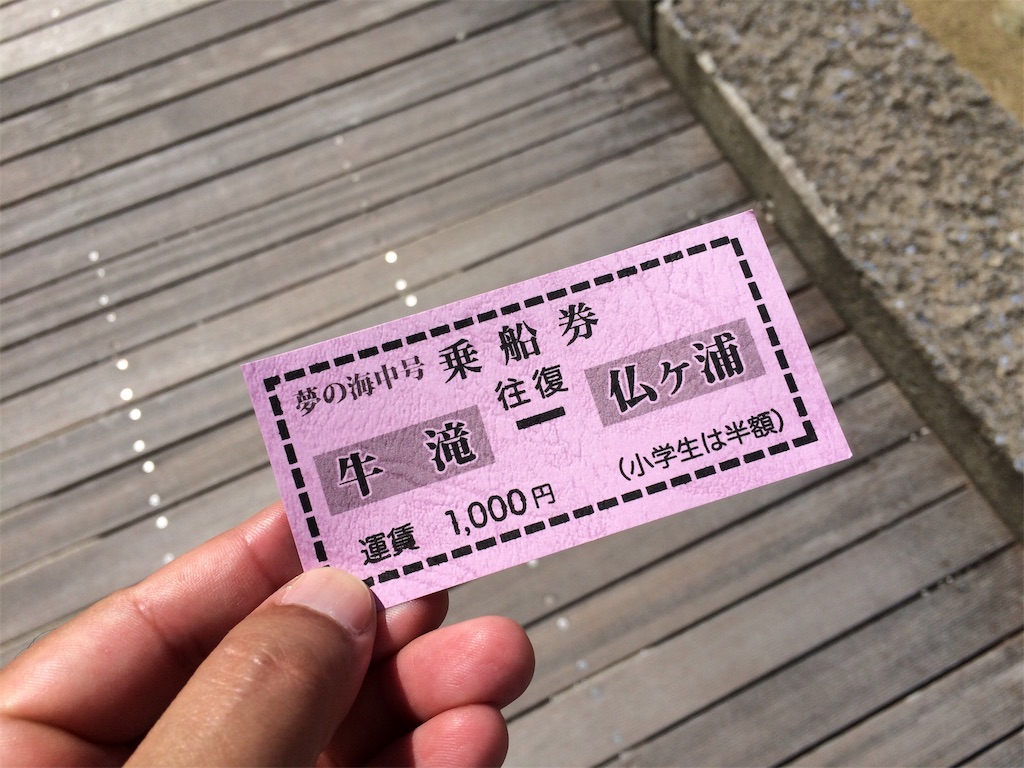 夢の海中号 乗船券
牛滝 往復 仏ヶ浦
運賃 1,000円 (小学生は半額)